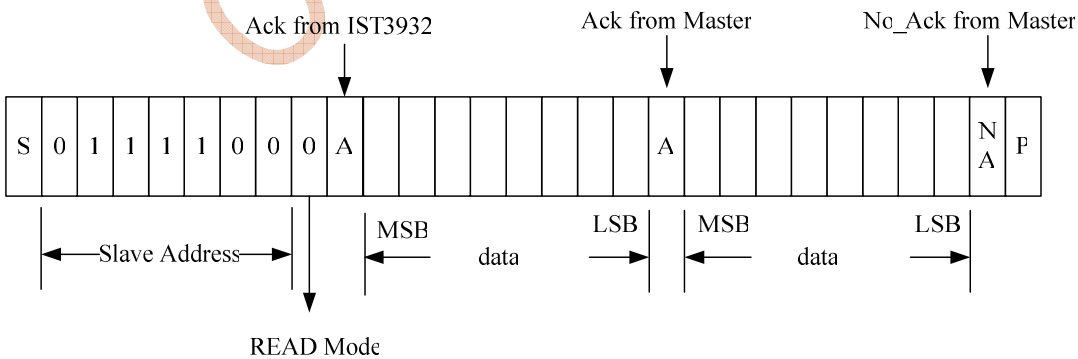 Ack from IST3932 Ack from Master No_Ack from Master
S 0 1 1 1 1 0 0 0 A A N A P
MSB LSB MSB LSB
Slave Address data data
READ Mode